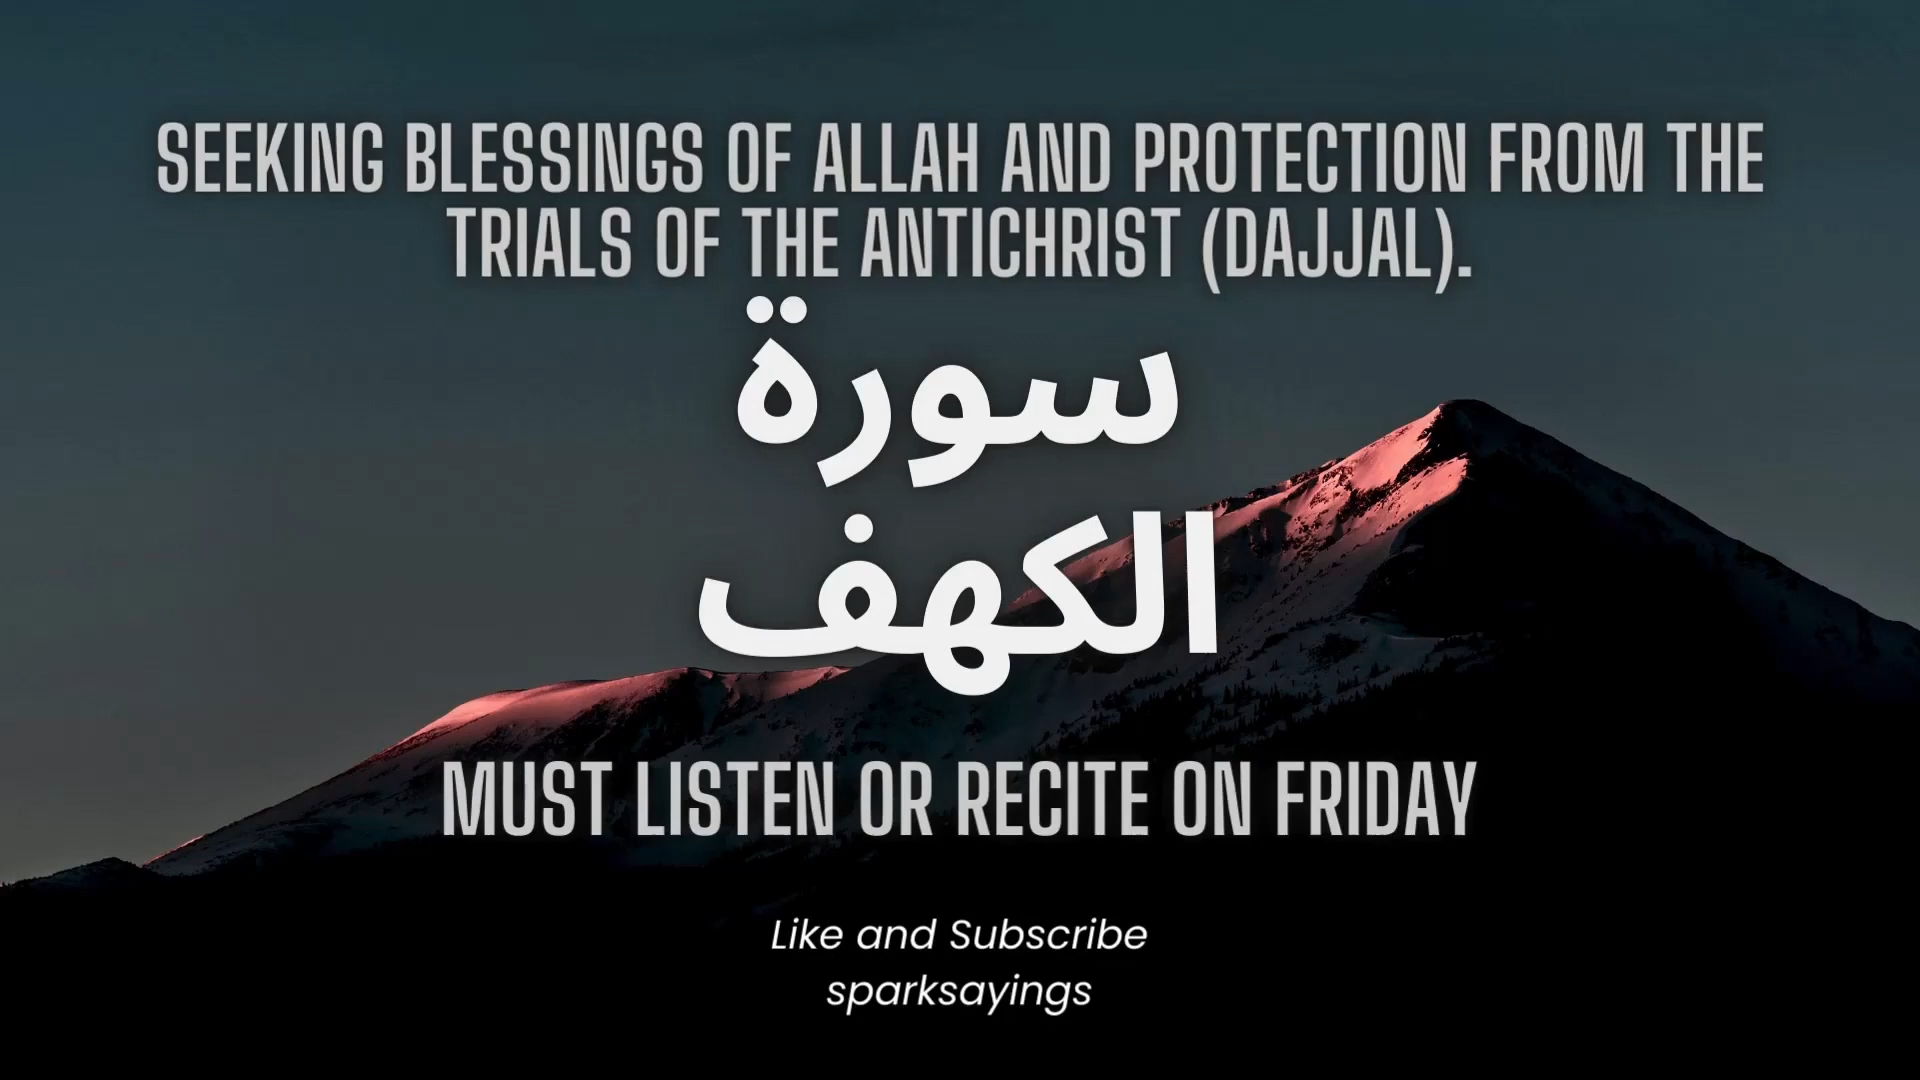 SEEKING BLESSINGS OF ALLAH AND PROTECTION FROM THE
TRIALS OF THE ANTICHRIST (DAJJAL).
سورة
الكهف
MUST LISTEN OR RECITE ON FRIDAY
Like and Subscribe
sparksayings